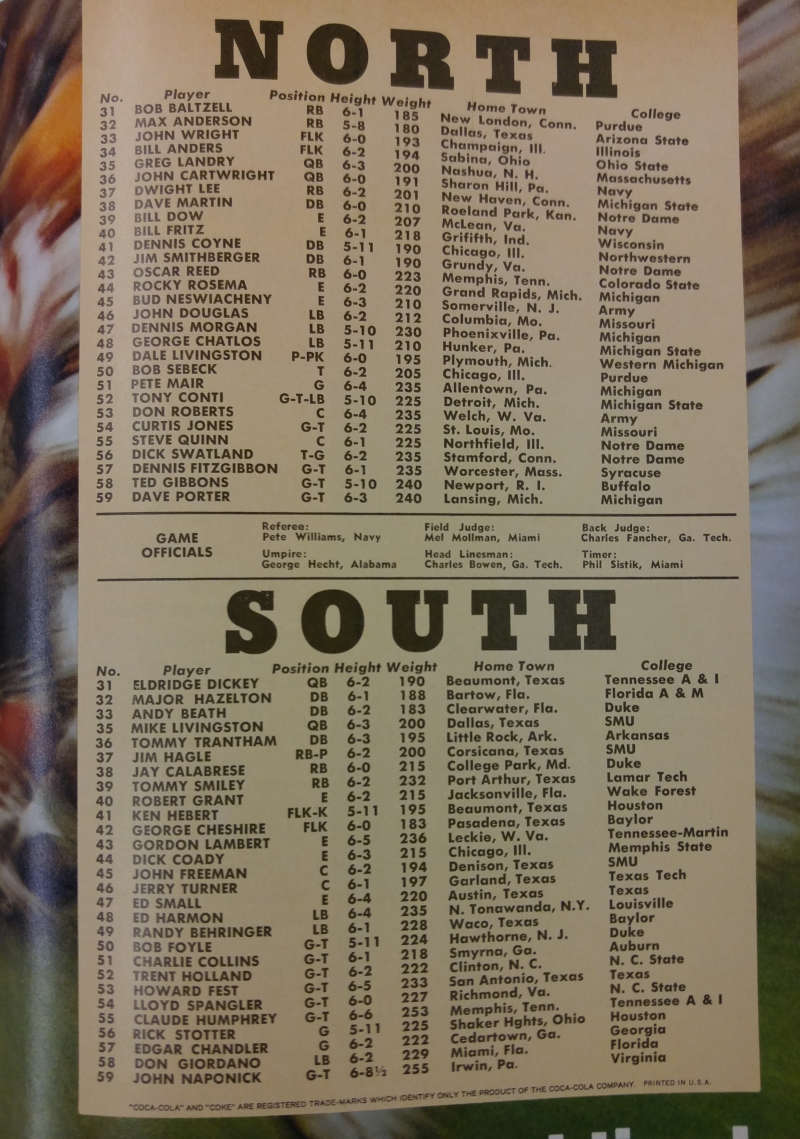 NORTH
No. Player Position Height Weight Home Town College
31 BOB BALTZELL RB 6-1 185 New London, Conn. Purdue
32 MAX ANDERSON RB 5-8 180 Dallas, Texas Arizona State
33 JOHN WRIGHT FLK 6-0 193 Champaign, Ill. Illinois
34 BILL ANDERS FLK 6-2 194 Sabina, Ohio Ohio State
35 GREG LANDRY QB 6-3 200 Nashua, N. H. Massachusetts
36 JOHN CARTWRIGHT QB 6-0 191 Sharon Hill, Pa. Navy
37 DWIGHT LEE RB 6-2 201 New Haven, Conn. Michigan State
38 DAVE MARTIN DB 6-0 210 Roeland Park, Kan. Notre Dame
39 BILL DOW E 6-2 207 McLean, Va. Navy
40 BILL FRITZ E 6-1 218 Grifith, Ind. Wisconsin
41 DENNIS COYNE DB 5-11 190 Chicago, Ill. Northwestern
42 JIM SMITHBERGER DB 6-1 190 Grundy, Va. Notre Dame
43 OSCAR REED RB 6-0 223 Memphis, Tenn. Colorado State
44 ROCKY ROSEMA E 6-2 220 Grand Rapids, Mich. Michigan
45 BUD NESWIACHENY E 6-3 210 Somerville, N. J. Army
46 JOHN DOUGLAS LB 6-2 212 Columbia, Mo. Missouri
47 DENNIS MORGAN LB 5-10 230 Phoenixville, Pa. Michigan
48 GEORGE CHATLOS LB 5-11 210 Hunker, Pa. Michigan State
49 DALE LIVINGSTON P-PK 6-0 195 Plymouth, Mich. Western Michigan
50 BOB SEBECK T 6-2 205 Chicago, Ill. Purdue
51 PETE MAIR G 6-4 235 Allentown, Pa. Michigan
52 TONY CONTI G-T-LB 5-10 225 Detroit, Mich. Michigan State
53 DON ROBERTS C 6-4 235 Welch, W. Va. Army
54 CURTIS JONES G-T 6-2 225 St. Louis, Mo. Missouri
55 STEVE QUINN C 6-1 225 Northfield, Ill. Notre Dame
56 DICK SWATLAND T-G 6-2 235 Stamford, Conn. Notre Dame
57 DENNIS FITZGIBBON G-T 6-1 235 Worcester, Mass. Syracuse
58 TED GIBBONS G-T 5-10 240 Newport, R. I. Buffalo
59 DAVE PORTER G-T 6-3 240 Lansing, Mich. Michigan
GAME OFFICIALS
Referee:
Pete Williams, Navy
Umpire:
George Hecht, Alabama
Field Judge:
Mel Mollman, Miami
Head Linesman:
Charles Bowen, Ga. Tech.
Back Judge:
Charles Fancher, Ga. Tech.
Timer:
Phil Sistik, Miami
SOUTH
No. Player Position Height Weight Home Town College
31 ELDRIDGE DICKEY QB 6-2 190 Beaumont, Texas Tennessee A & I
32 MAJOR HAZELTON DB 6-1 188 Bartow, Fla. Florida A & M
33 ANDY BEATH DB 6-2 183 Clearwater, Fla. Duke
35 MIKE LIVINGSTON QB 6-3 200 Dallas, Texas SMU
36 TOMMY TRANTHAM DB 6-3 195 Little Rock, Ark. Arkansas
37 JIM HAGLE RB-P 6-2 200 Corsicana, Texas SMU
38 JAY CALABRESE RB 6-0 215 College Park, Md. Duke
39 TOMMY SMILEY RB 6-2 232 Port Arthur, Texas Lamar Tech
40 ROBERT GRANT E 6-2 215 Jacksonville, Fla. Wake Forest
41 KEN HEBERT FLK-K 5-11 195 Beaumont, Texas Houston
42 GEORGE CHESHIRE FLK 6-0 183 Pasadena, Texas Baylor
43 GORDON LAMBERT E 6-5 236 Leckie, W. Va. Tennessee-Martin
44 DICK COADY E 6-3 215 Chicago, Ill. Memphis State
45 JOHN FREEMAN C 6-2 194 Denison, Texas SMU
46 JERRY TURNER C 6-1 197 Garland, Texas Texas Tech
47 ED SMALL E 6-4 220 Austin, Texas Texas
48 ED HARMON LB 6-4 235 N. Tonawanda, N.Y. Louisville
49 RANDY BEHRINGER LB 6-1 228 Waco, Texas Baylor
50 BOB FOYLE G-T 5-11 224 Hawthorne, N. J. Duke
51 CHARLIE COLLINS G-T 6-1 218 Smyrna, Ga. Auburn
52 TRENT HOLLAND G-T 6-2 222 Clinton, N. C. N. C. State
53 HOWARD FEST G-T 6-5 233 San Antonio, Texas Texas
54 LLOYD SPANGLER G-T 6-0 227 Richmond, Va. N. C. State
55 CLAUDE HUMPHREY G-T 6-6 253 Memphis, Tenn. Tennessee A & I
56 RICK STOTTER G 5-11 225 Shaker Hghts, Ohio Houston
57 EDGAR CHANDLER G 6-2 222 Cedartown, Ga. Georgia
58 DON GIORDANO LB 6-2 229 Miami, Fla. Florida
59 JOHN NAPONICK G-T 6-8½ 255 Irwin, Pa. Virginia
"COCA-COLA" AND "COKE" ARE REGISTERED TRADE-MARKS WHICH IDENTIFY ONLY THE PRODUCT OF THE COCA-COLA COMPANY. PRINTED IN U.S.A.